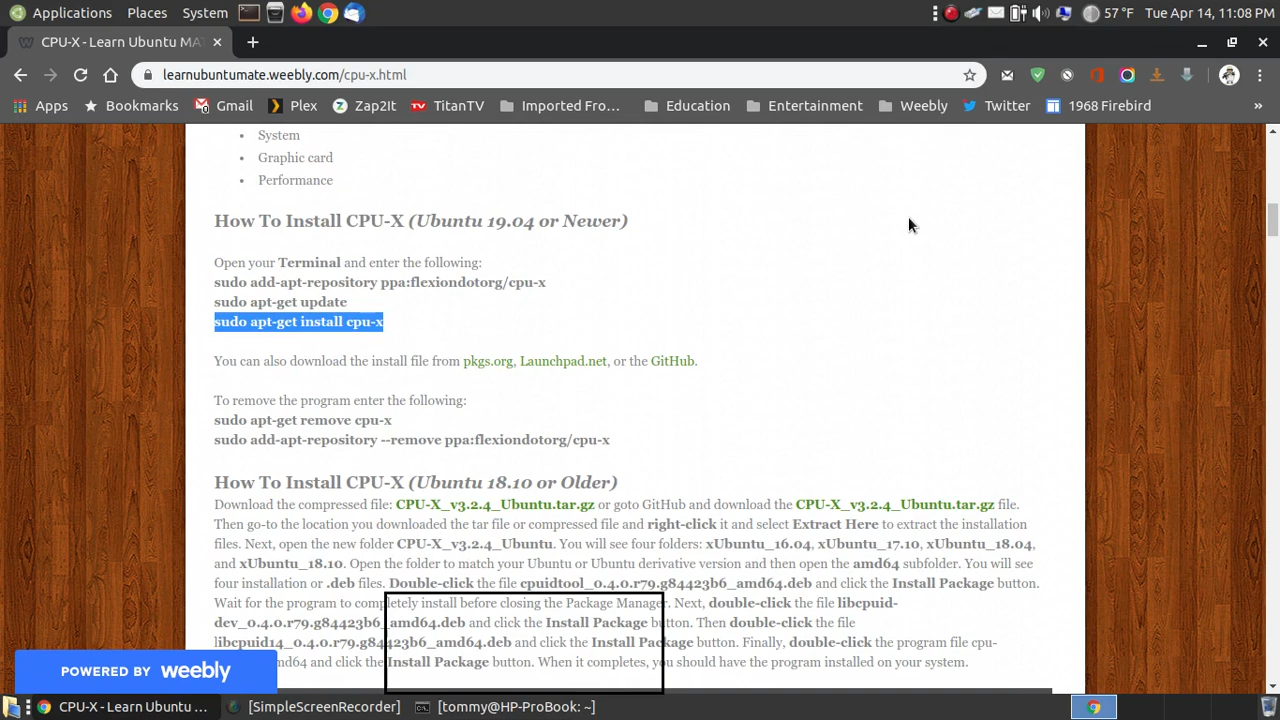 Applications Places System 57 °F Tue Apr 14, 11:08 PM
CPU-X - Learn Ubuntu MAT
learnubuntumate.weebly.com/cpu-x.html
Apps Bookmarks Gmail Plex Zap2It TitanTV Imported Fro... Education Entertainment Weebly Twitter 1968 Firebird »
• System
• Graphic card
• Performance
How To Install CPU-X (Ubuntu 19.04 or Newer)
Open your Terminal and enter the following:
sudo add-apt-repository ppa:flexiondotorg/cpu-x
sudo apt-get update
sudo apt-get install cpu-x
You can also download the install file from pkgs.org, Launchpad.net, or the GitHub.
To remove the program enter the following:
sudo apt-get remove cpu-x
sudo add-apt-repository --remove ppa:flexiondotorg/cpu-x
How To Install CPU-X (Ubuntu 18.10 or Older)
Download the compressed file: CPU-X_v3.2.4_Ubuntu.tar.gz or goto GitHub and download the CPU-X_v3.2.4_Ubuntu.tar.gz file.
Then go-to the location you downloaded the tar file or compressed file and right-click it and select Extract Here to extract the installation
files. Next, open the new folder CPU-X_v3.2.4_Ubuntu. You will see four folders: xUbuntu_16.04, xUbuntu_17.10, xUbuntu_18.04,
and xUbuntu_18.10. Open the folder to match your Ubuntu or Ubuntu derivative version and then open the amd64 subfolder. You will see
four installation or .deb files. Double-click the file cpuidtool_0.4.0.r79.g84423b6_amd64.deb and click the Install Package button.
Wait for the program to completely install before closing the Package Manager. Next, double-click the file libcpuid-
dev_0.4.0.r79.g84423b6_amd64.deb and click the Install Package button. Then double-click the file
libcpuid14_0.4.0.r79.g84423b6_amd64.deb and click the Install Package button. Finally, double-click the program file cpu-
md64 and click the Install Package button. When it completes, you should have the program installed on your system.
POWERED BY weebly
CPU-X - Learn Ubuntu ... [SimpleScreenRecorder] [tommy@HP-ProBook: ~]